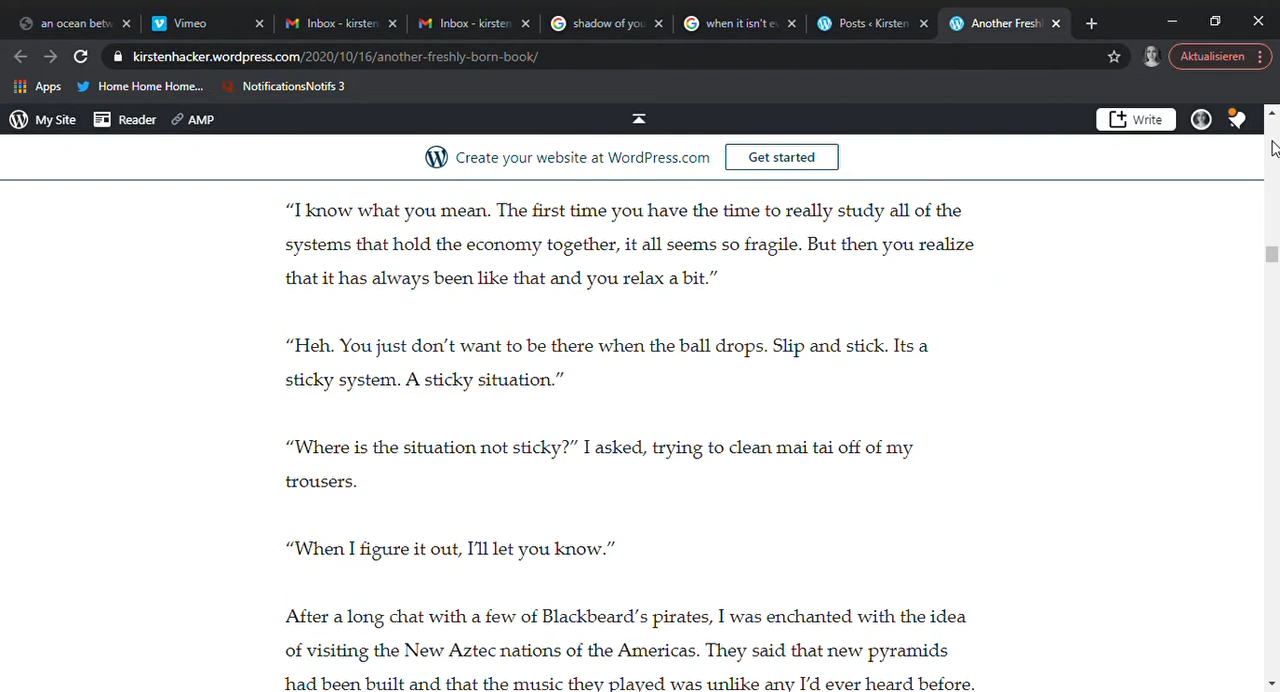 an ocean betw
Vimeo
Inbox - kirsten
Inbox - kirsten
shadow of you
when it isn't ev
Posts ‹ Kirsten
Another Freshl
kirstenhacker.wordpress.com/2020/10/16/another-freshly-born-book/
Aktualisieren
Apps
Home Home Home...
NotificationsNotifs 3
My Site
Reader
AMP
Write
Create your website at WordPress.com
Get started
“I know what you mean. The first time you have the time to really study all of the
systems that hold the economy together, it all seems so fragile. But then you realize
that it has always been like that and you relax a bit.”
“Heh. You just don’t want to be there when the ball drops. Slip and stick. Its a
sticky system. A sticky situation.”
“Where is the situation not sticky?” I asked, trying to clean mai tai off of my
trousers.
“When I figure it out, I’ll let you know.”
After a long chat with a few of Blackbeard’s pirates, I was enchanted with the idea
of visiting the New Aztec nations of the Americas. They said that new pyramids
had been built and that the music they played was unlike any I’d ever heard before.